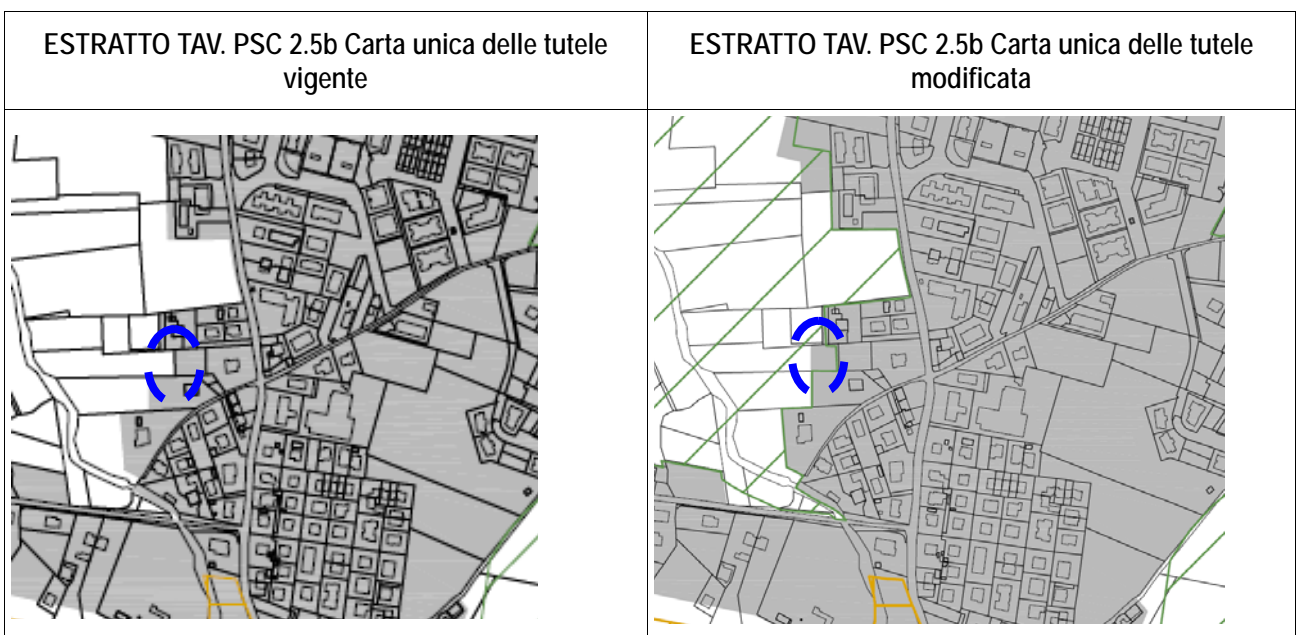 ESTRATTO TAV. PSC 2.5b Carta unica delle tutele
vigente
ESTRATTO TAV. PSC 2.5b Carta unica delle tutele
modificata